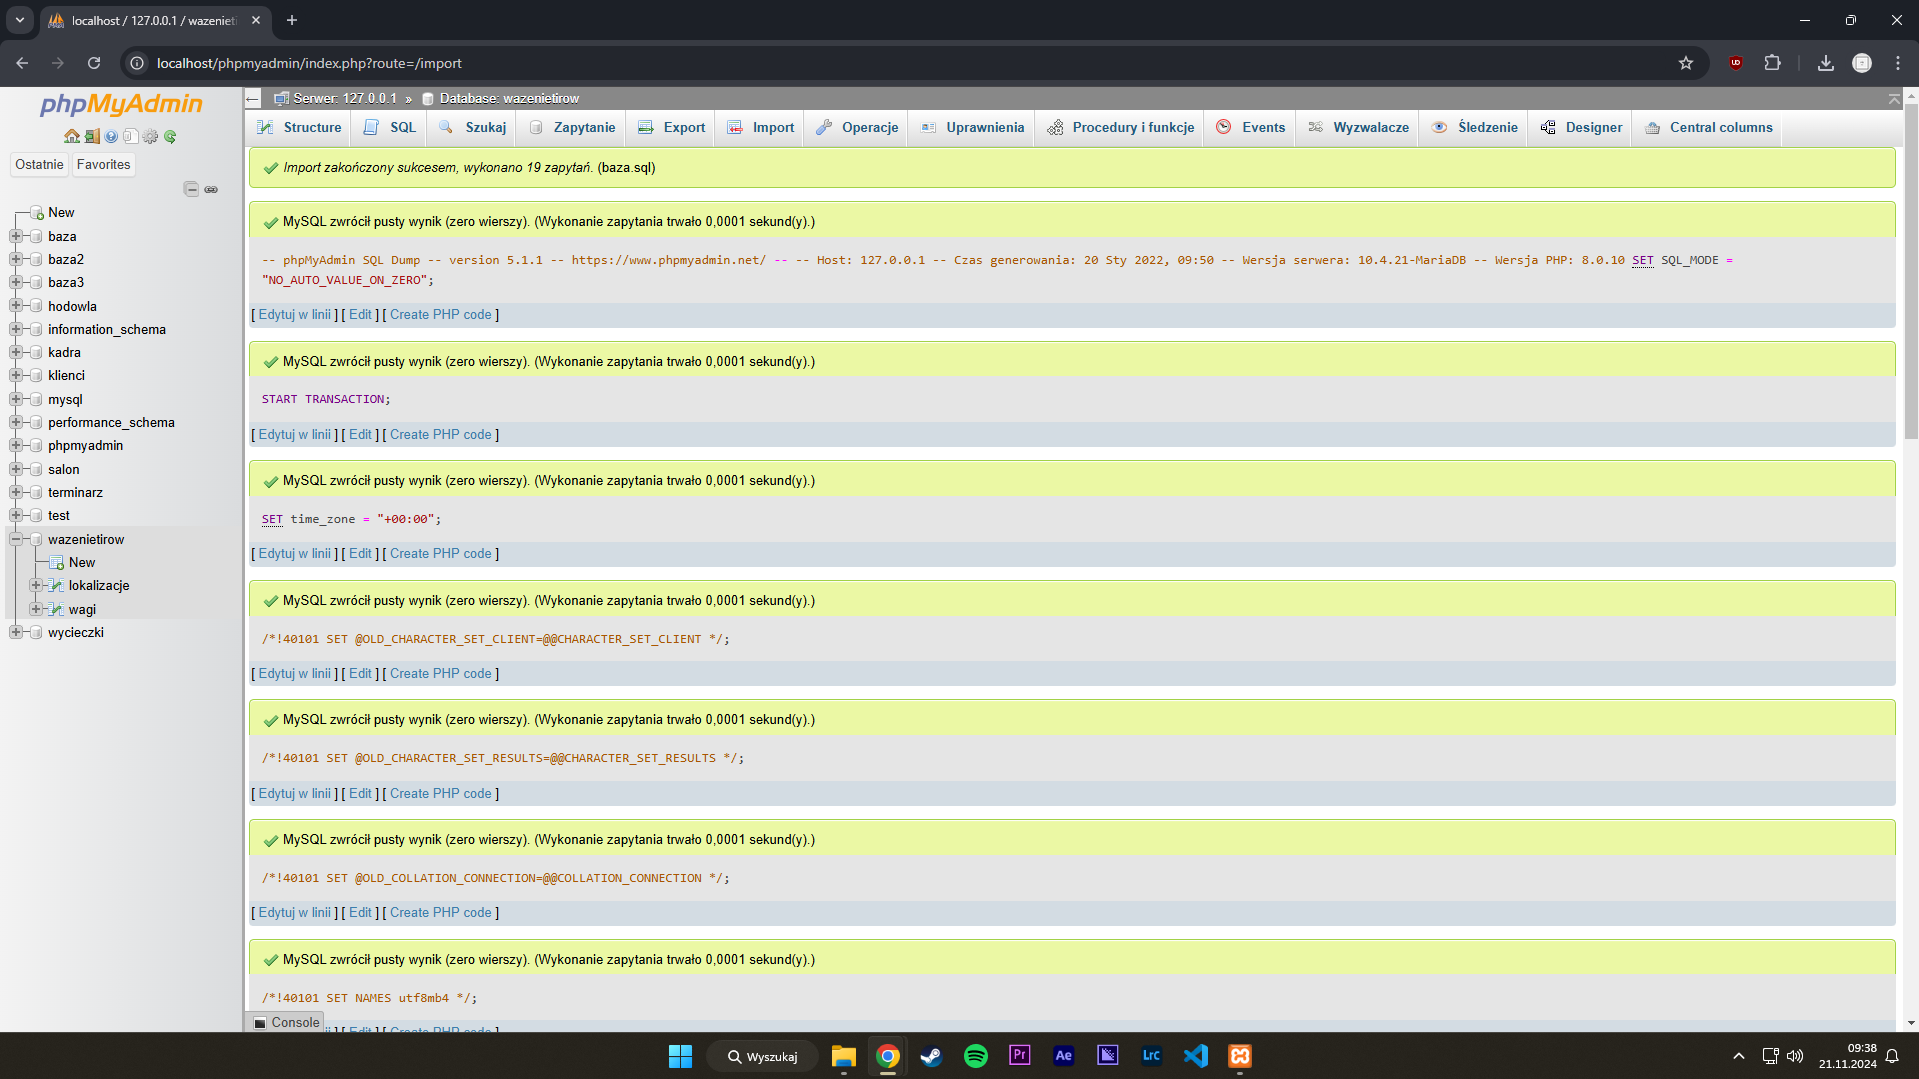 localhost / 127.0.0.1 / wazenieti
localhost/phpmyadmin/index.php?route=/import
phpMyAdmin
Ostatnie Favorites
New
baza
baza2
baza3
hodowla
information_schema
kadra
klienci
mysql
performance_schema
phpmyadmin
salon
terminarz
test
wazenietirow
New
lokalizacje
wagi
wycieczki
Serwer: 127.0.0.1 » Database: wazenietirow
Structure SQL Szukaj Zapytanie Export Import Operacje Uprawnienia Procedury i funkcje Events Wyzwalacze Śledzenie Designer Central columns
Import zakończony sukcesem, wykonano 19 zapytań. (baza.sql)
MySQL zwrócił pusty wynik (zero wierszy). (Wykonanie zapytania trwało 0,0001 sekund(y).)
-- phpMyAdmin SQL Dump -- version 5.1.1 -- https://www.phpmyadmin.net/ -- -- Host: 127.0.0.1 -- Czas generowania: 20 Sty 2022, 09:50 -- Wersja serwera: 10.4.21-MariaDB -- Wersja PHP: 8.0.10 SET SQL_MODE =
"NO_AUTO_VALUE_ON_ZERO";
[ Edytuj w linii ] [ Edit ] [ Create PHP code ]
MySQL zwrócił pusty wynik (zero wierszy). (Wykonanie zapytania trwało 0,0001 sekund(y).)
START TRANSACTION;
[ Edytuj w linii ] [ Edit ] [ Create PHP code ]
MySQL zwrócił pusty wynik (zero wierszy). (Wykonanie zapytania trwało 0,0001 sekund(y).)
SET time_zone = "+00:00";
[ Edytuj w linii ] [ Edit ] [ Create PHP code ]
MySQL zwrócił pusty wynik (zero wierszy). (Wykonanie zapytania trwało 0,0001 sekund(y).)
/*!40101 SET @OLD_CHARACTER_SET_CLIENT=@@CHARACTER_SET_CLIENT */;
[ Edytuj w linii ] [ Edit ] [ Create PHP code ]
MySQL zwrócił pusty wynik (zero wierszy). (Wykonanie zapytania trwało 0,0001 sekund(y).)
/*!40101 SET @OLD_CHARACTER_SET_RESULTS=@@CHARACTER_SET_RESULTS */;
[ Edytuj w linii ] [ Edit ] [ Create PHP code ]
MySQL zwrócił pusty wynik (zero wierszy). (Wykonanie zapytania trwało 0,0001 sekund(y).)
/*!40101 SET @OLD_COLLATION_CONNECTION=@@COLLATION_CONNECTION */;
[ Edytuj w linii ] [ Edit ] [ Create PHP code ]
MySQL zwrócił pusty wynik (zero wierszy). (Wykonanie zapytania trwało 0,0001 sekund(y).)
/*!40101 SET NAMES utf8mb4 */;
Console
ii ] [ Edit ] [ Create PHP code ]
Wyszukaj
Pr
Ae
Lrc
09:38
21.11.2024